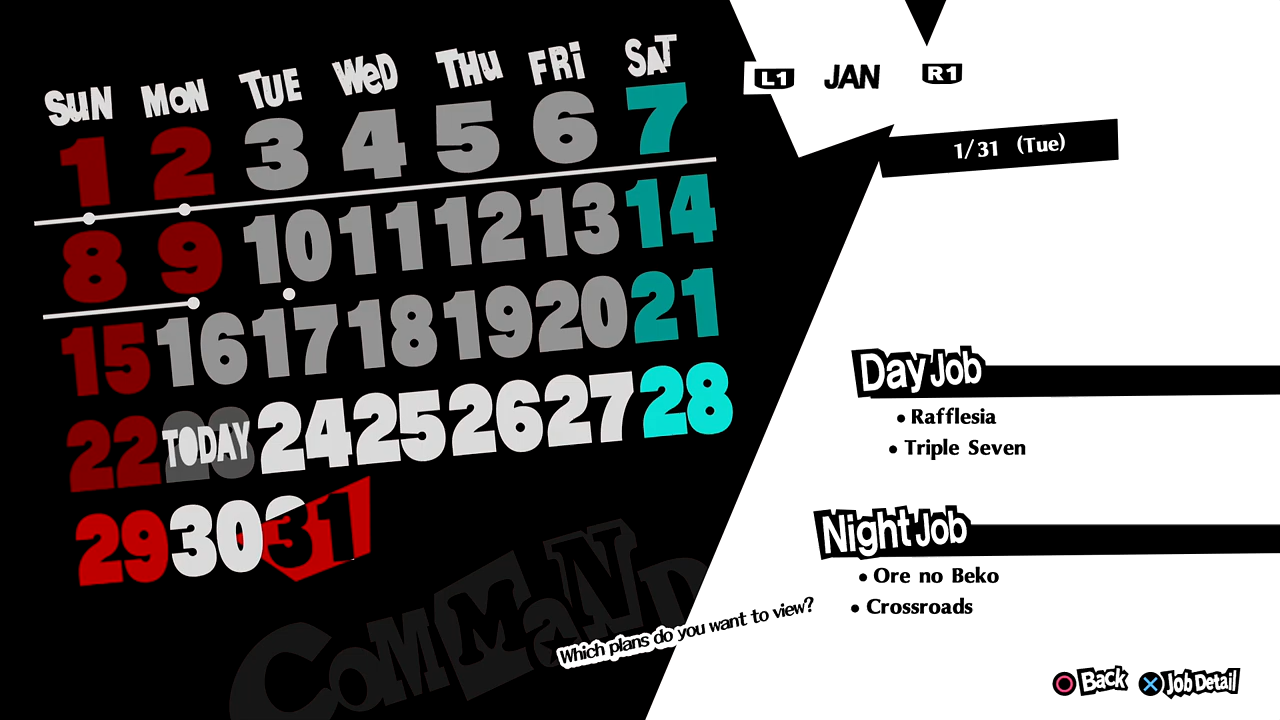 SUN MON TUE WED THU FRI SAT
1 2 3 4 5 6 7
8 9 10 11 12 13 14
15 16 17 18 19 20 21
22 TODAY 23 24 25 26 27 28
29 30 31
COMMAND
L1 JAN R1
1/31 (Tue)
Day Job
• Rafflesia
• Triple Seven
Night Job
• Ore no Beko
• Crossroads
Which plans do you want to view?
Back Job Detail